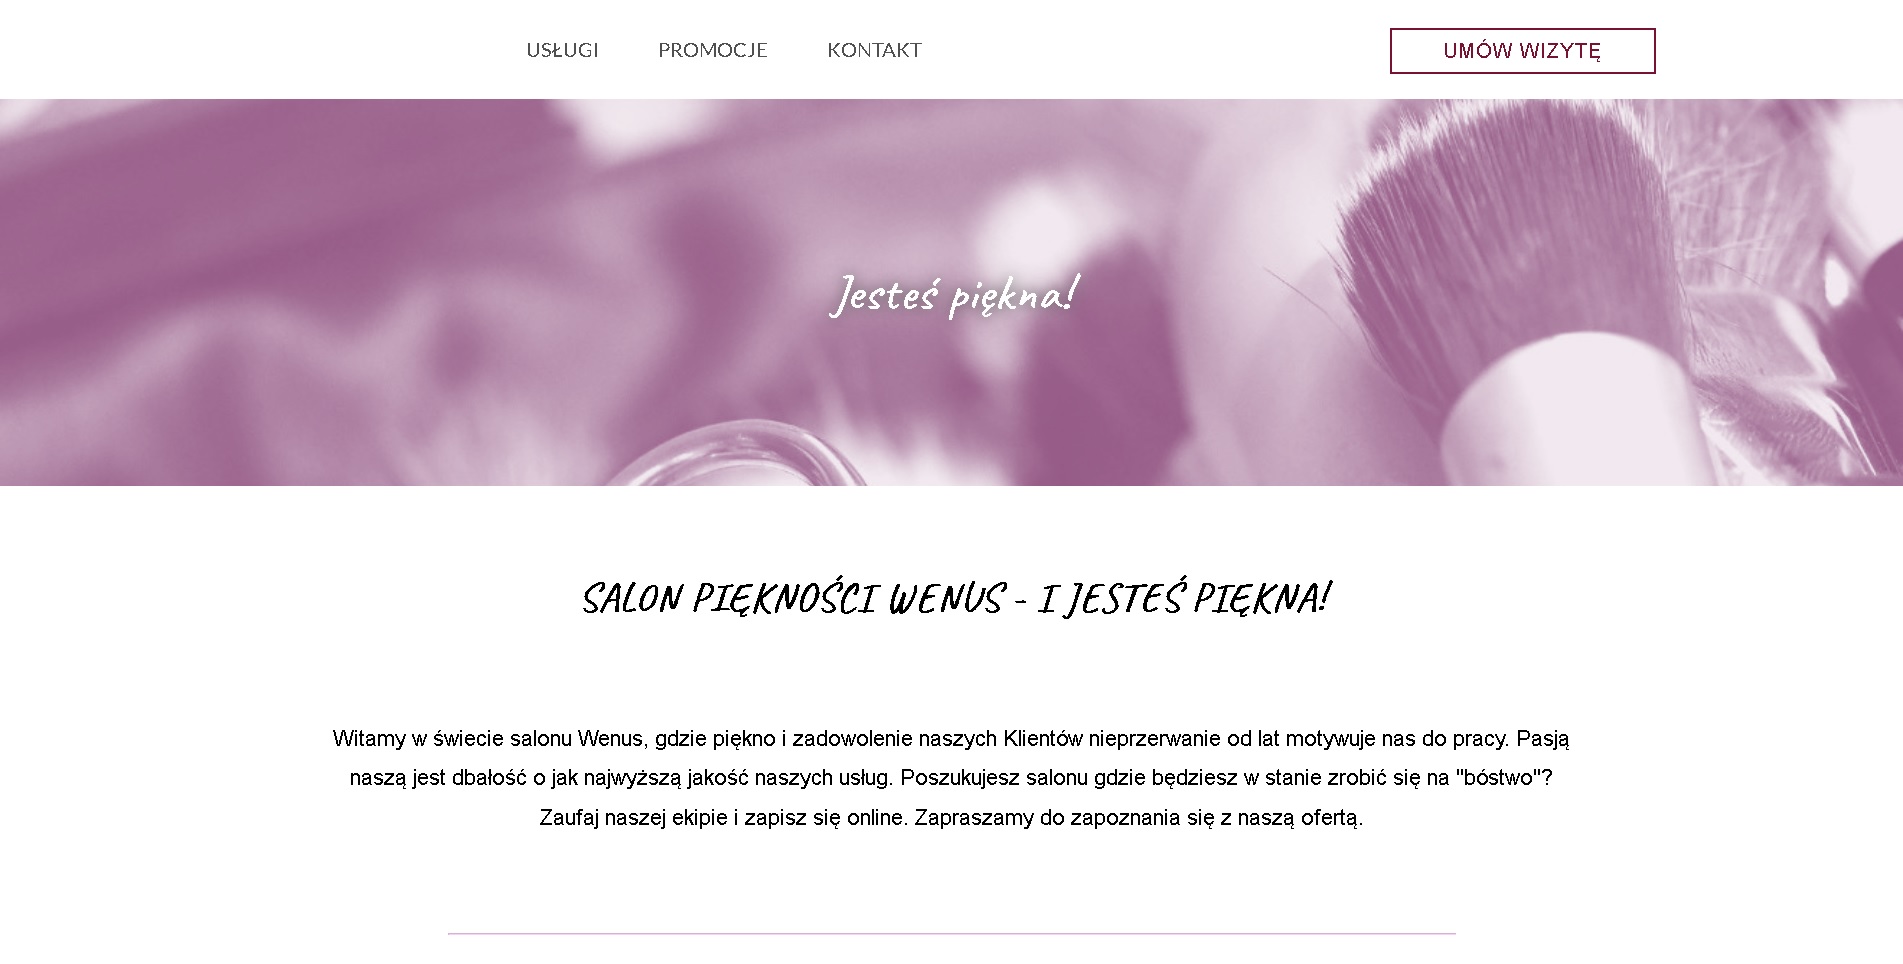 USŁUGI PROMOCJE KONTAKT UMÓW WIZYTĘ
Jesteś piękna!
SALON PIĘKNOŚCI WENUS - I JESTEŚ PIĘKNA!
Witamy w świecie salonu Wenus, gdzie piękno i zadowolenie naszych Klientów nieprzerwanie od lat motywuje nas do pracy. Pasją
naszą jest dbałość o jak najwyższą jakość naszych usług. Poszukujesz salonu gdzie będziesz w stanie zrobić się na "bóstwo"?
Zaufaj naszej ekipie i zapisz się online. Zapraszamy do zapoznania się z naszą ofertą.